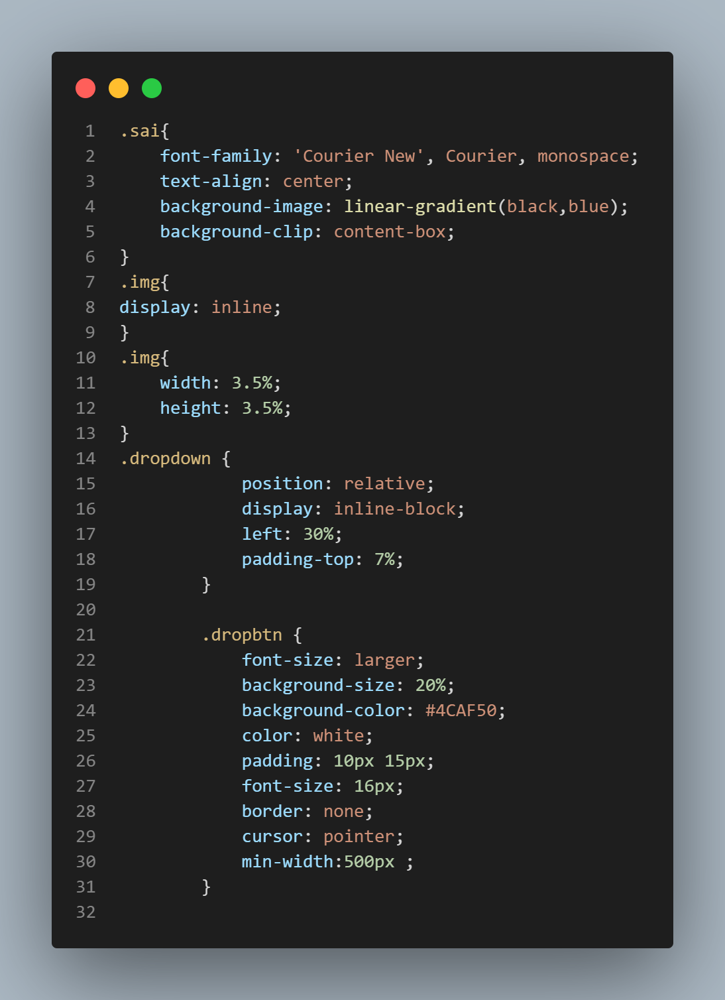 1 .sai{
2     font-family: 'Courier New', Courier, monospace;
3     text-align: center;
4     background-image: linear-gradient(black,blue);
5     background-clip: content-box;
6 }
7 .img{
8 display: inline;
9 }
10 .img{
11     width: 3.5%;
12     height: 3.5%;
13 }
14 .dropdown {
15             position: relative;
16             display: inline-block;
17             left: 30%;
18             padding-top: 7%;
19         }
20
21         .dropbtn {
22             font-size: larger;
23             background-size: 20%;
24             background-color: #4CAF50;
25             color: white;
26             padding: 10px 15px;
27             font-size: 16px;
28             border: none;
29             cursor: pointer;
30             min-width:500px ;
31         }
32